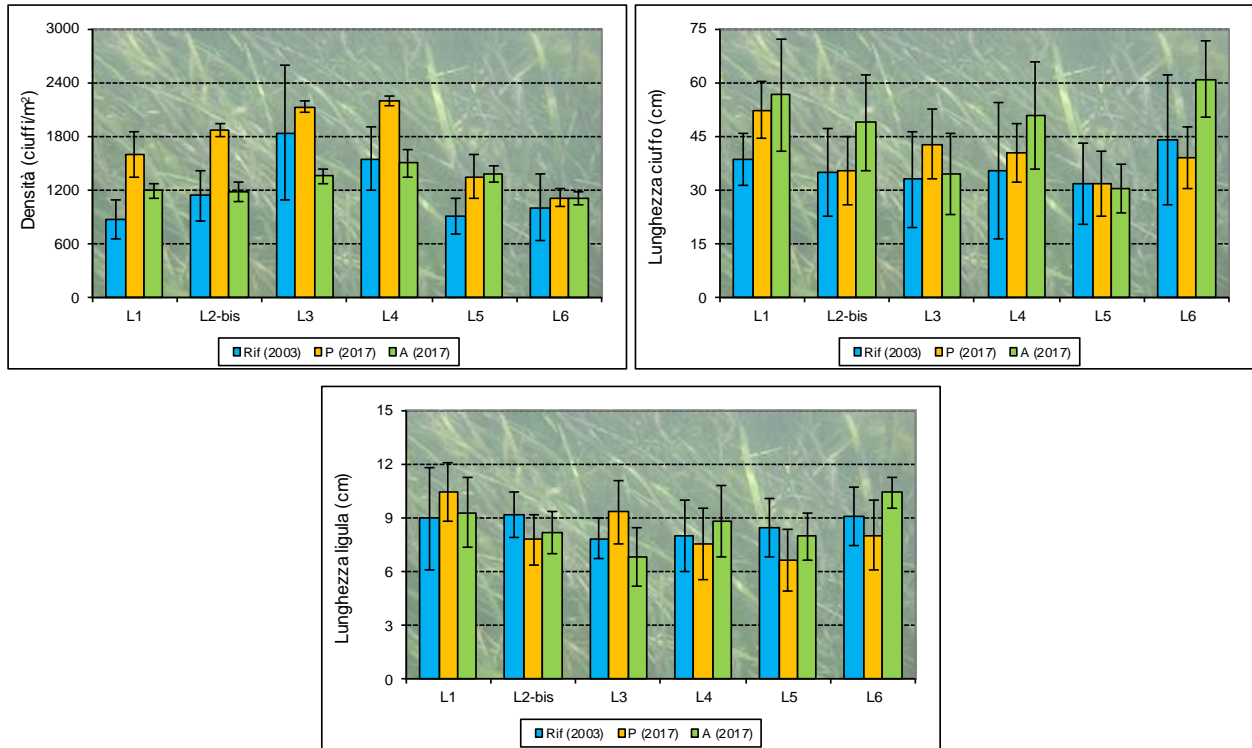 Densità (ciuffi/m²)
3000
2400
1800
1200
600
0
L1 L2-bis L3 L4 L5 L6
Rif (2003) P (2017) A (2017)
Lunghezza ciuffo (cm)
75
60
45
30
15
0
L1 L2-bis L3 L4 L5 L6
Rif (2003) P (2017) A (2017)
Lunghezza ligula (cm)
15
12
9
6
3
0
L1 L2-bis L3 L4 L5 L6
Rif (2003) P (2017) A (2017)